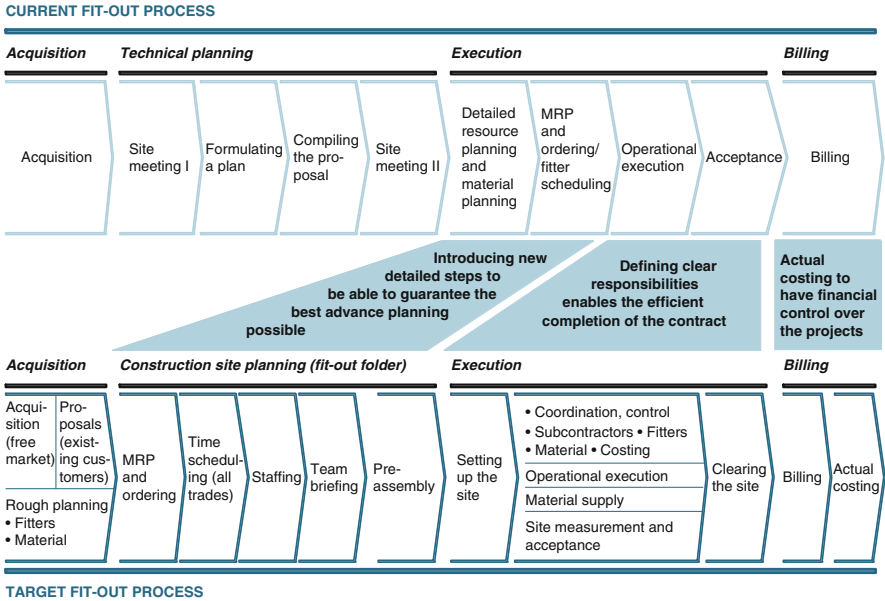 CURRENT FIT-OUT PROCESS
Acquisition
Technical planning
Execution
Billing
Acquisition
Site
meeting I
Formulating
a plan
Compiling
the pro-
posal
Site
meeting II
Detailed
resource
planning
and
material
planning
MRP
and
ordering/
fitter
scheduling
Operational
execution
Acceptance
Billing
Introducing new
detailed steps to
be able to guarantee the
best advance planning
possible
Defining clear
responsibilities
enables the efficient
completion of the contract
Actual
costing to
have financial
control over
the projects
Acquisition
Construction site planning (fit-out folder)
Execution
Billing
Acqui-
sition
(free
market)
Pro-
posals
(exist-
ing cus-
tomers)
Rough planning
• Fitters
• Material
MRP
and
ordering
Time
schedul-
ing (all
trades)
Staffing
Team
briefing
Pre-
assembly
Setting
up the
site
• Coordination, control
• Subcontractors • Fitters
• Material • Costing
Operational execution
Material supply
Site measurement and
acceptance
Clearing
the site
Billing
Actual
costing
TARGET FIT-OUT PROCESS